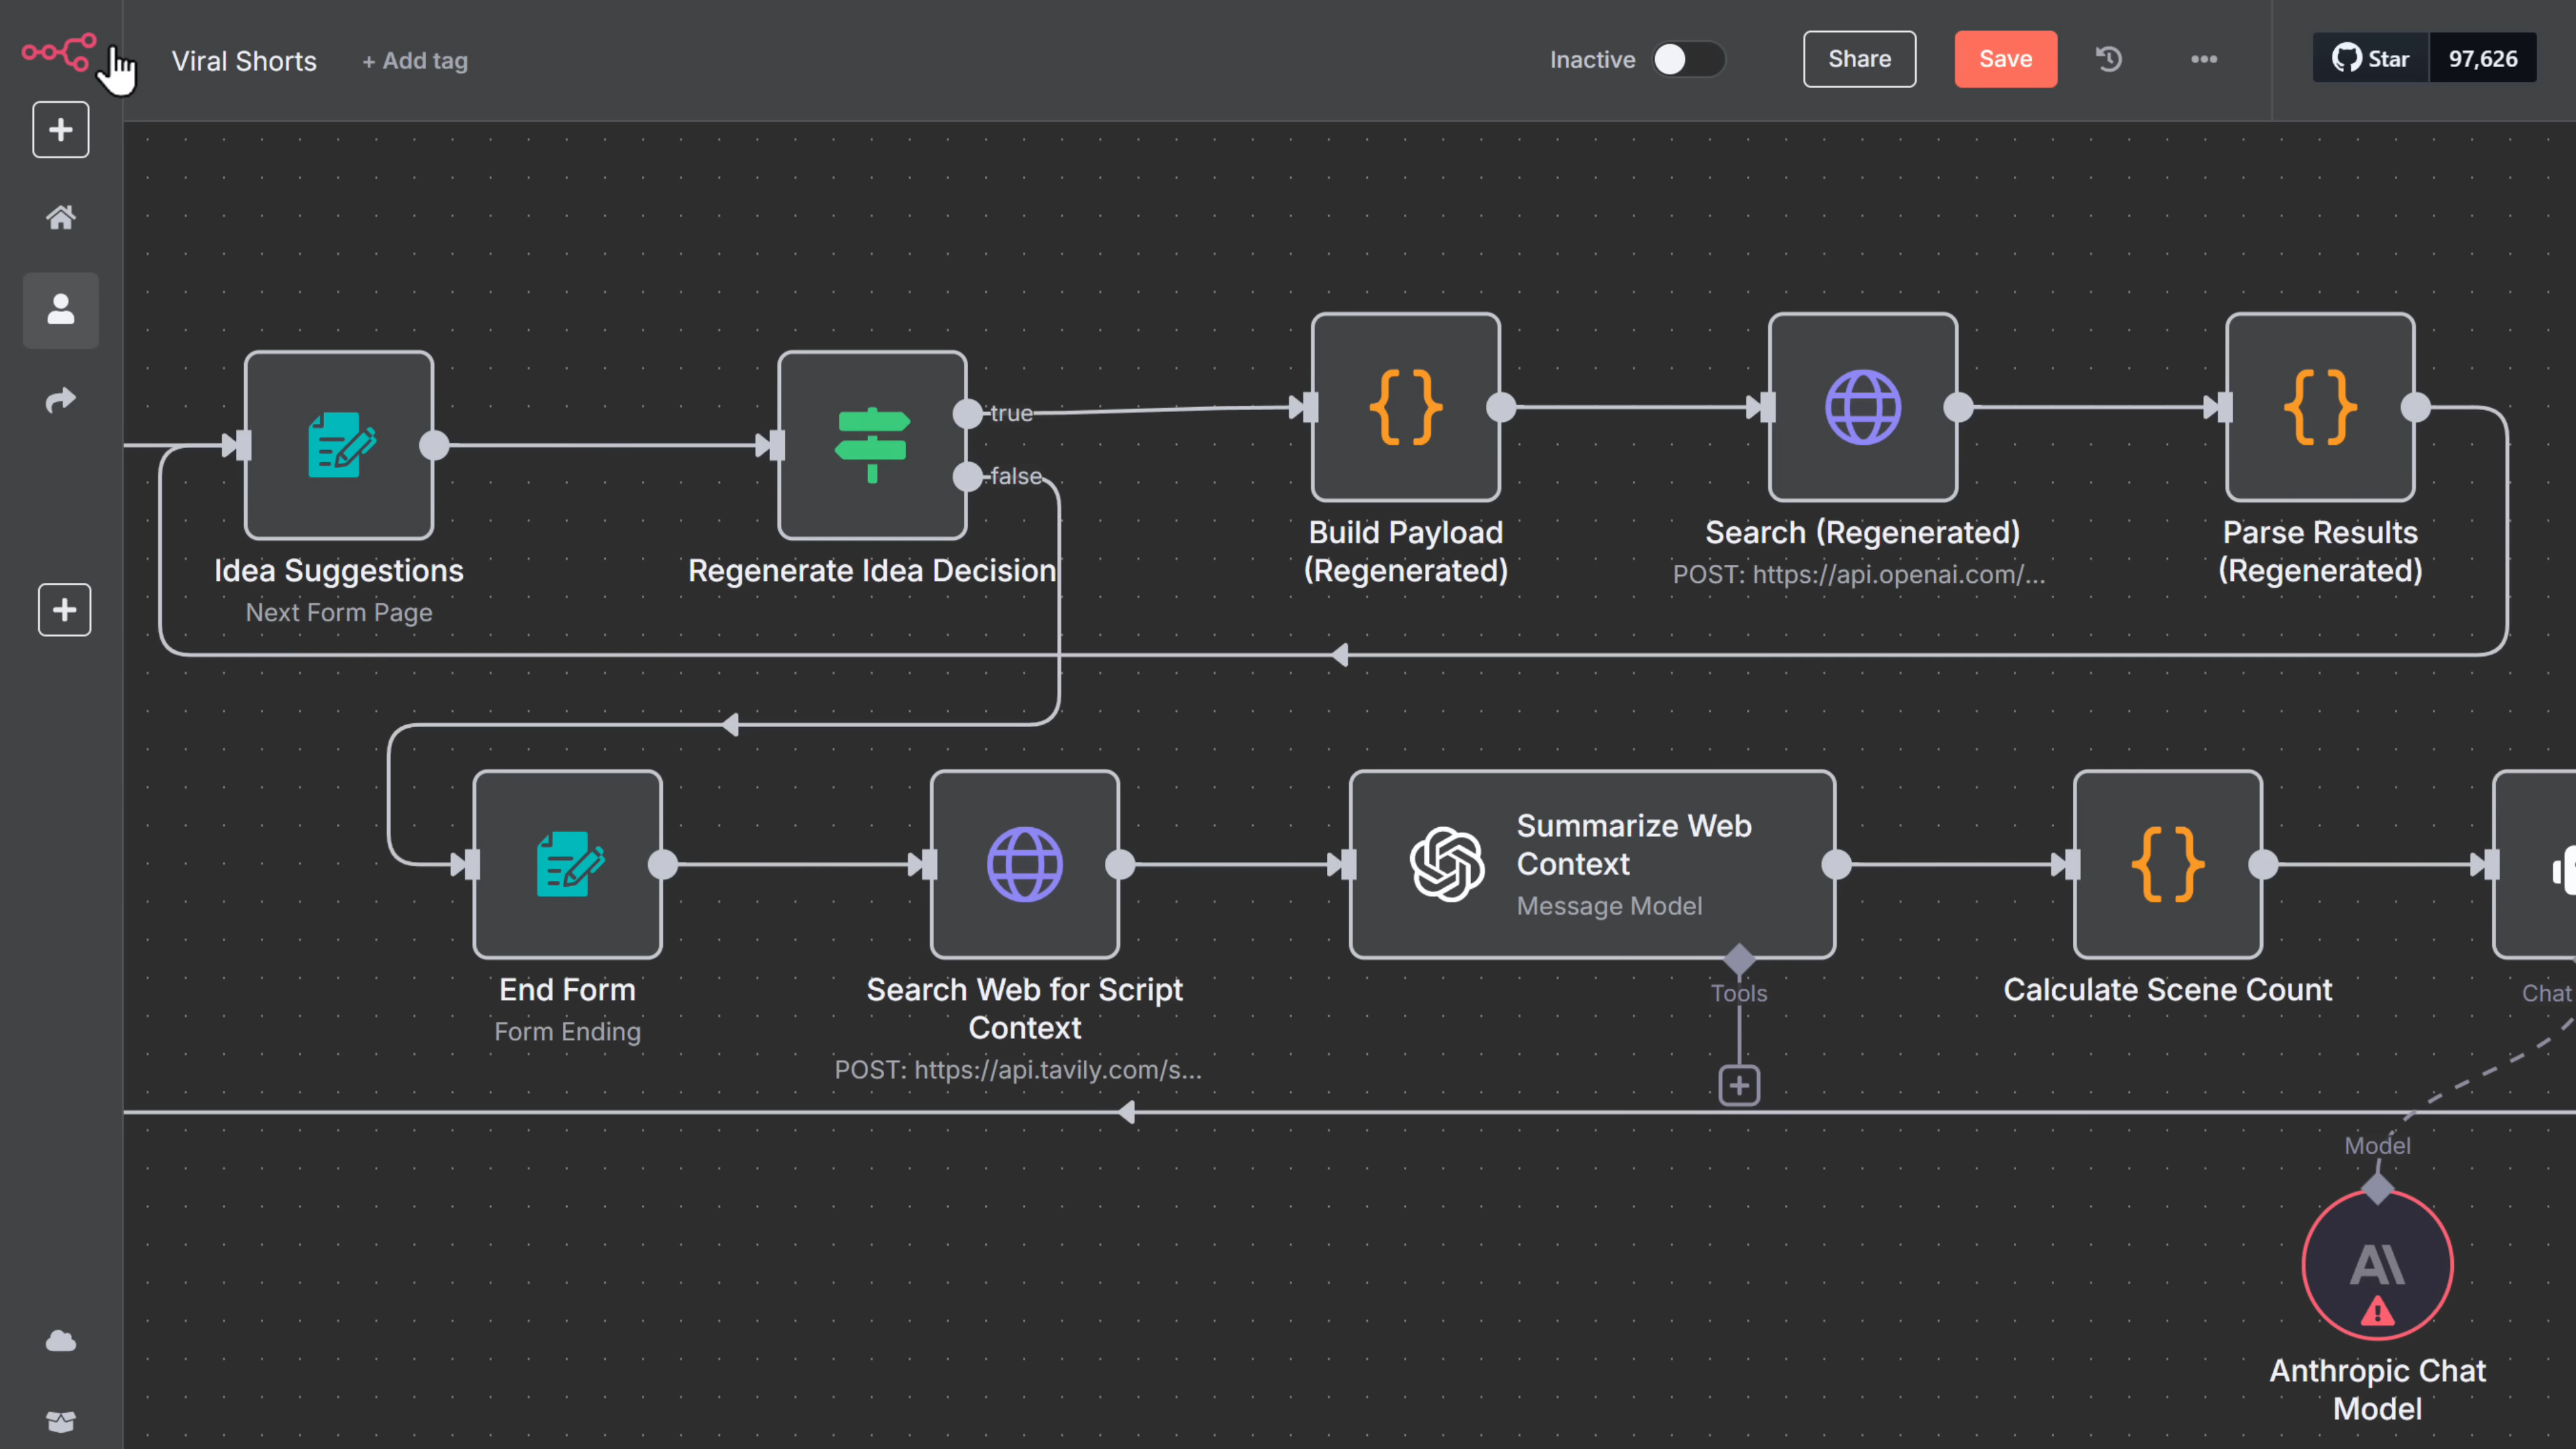 Viral Shorts
+ Add tag
Inactive
Share
Save
Star
97,626
true
false
Idea Suggestions
Next Form Page
Regenerate Idea Decision
Build Payload
(Regenerated)
Search (Regenerated)
POST: https://api.openai.com/...
Parse Results
(Regenerated)
End Form
Form Ending
Search Web for Script
Context
POST: https://api.tavily.com/s...
Summarize Web
Context
Message Model
Tools
Calculate Scene Count
Chat
Model
Anthropic Chat
Model